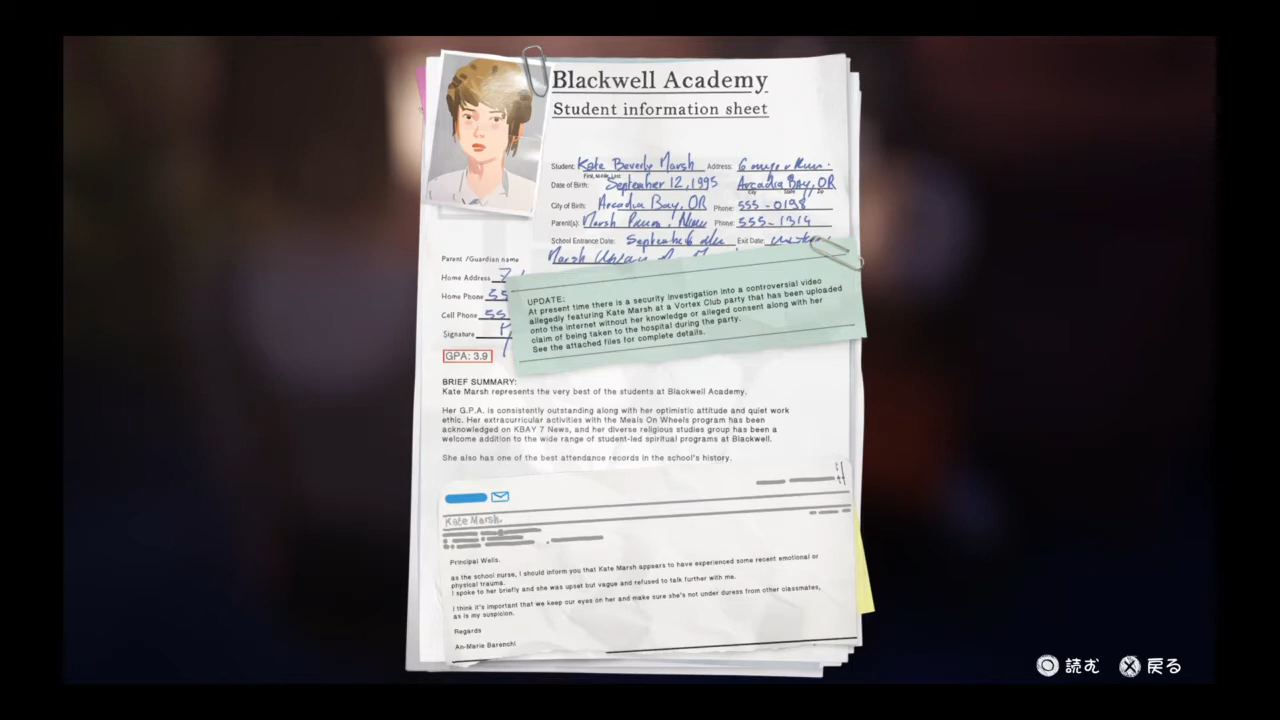 Blackwell Academy
Student information sheet
Student: Kate Beverly Marsh Address:
First, Middle, Last
Date of Birth: September 12, 1995 Arcadia Bay, OR
City State Zip
City of Birth: Arcadia Bay, OR Phone: 555-0198
Parent(s): Marsh Phone: 555-1314
School Entrance Date: Exit Date:
Marsh
Parent /Guardian name
Home Address
Home Phone 55
Cell Phone 55
Signature
GPA: 3.9
UPDATE:
At present time there is a security investigation into a controversial video
allegedly featuring Kate Marsh at a Vortex Club party that has been uploaded
onto the internet without her knowledge or alleged consent along with her
claim of being taken to the hospital during the party.
See the attached files for complete details.
BRIEF SUMMARY:
Kate Marsh represents the very best of the students at Blackwell Academy.
Her G.P.A. is consistently outstanding along with her optimistic attitude and quiet work
ethic. Her extracurricular activities with the Meals On Wheels program has been
acknowledged on KBAY 7 News, and her diverse religious studies group has been a
welcome addition to the wide range of student-led spiritual programs at Blackwell.
She also has one of the best attendance records in the school's history.
Kate Marsh.
Principal Wells.
as the school nurse, I should inform you that Kate Marsh appears to have experienced some recent emotional or
physical trauma.
I spoke to her briefly and she was upset but vague and refused to talk further with me.
I think it's important that we keep our eyes on her and make sure she's not under duress from other classmates,
as is my suspicion.
Regards
An-Marie Barenchi
読む 戻る